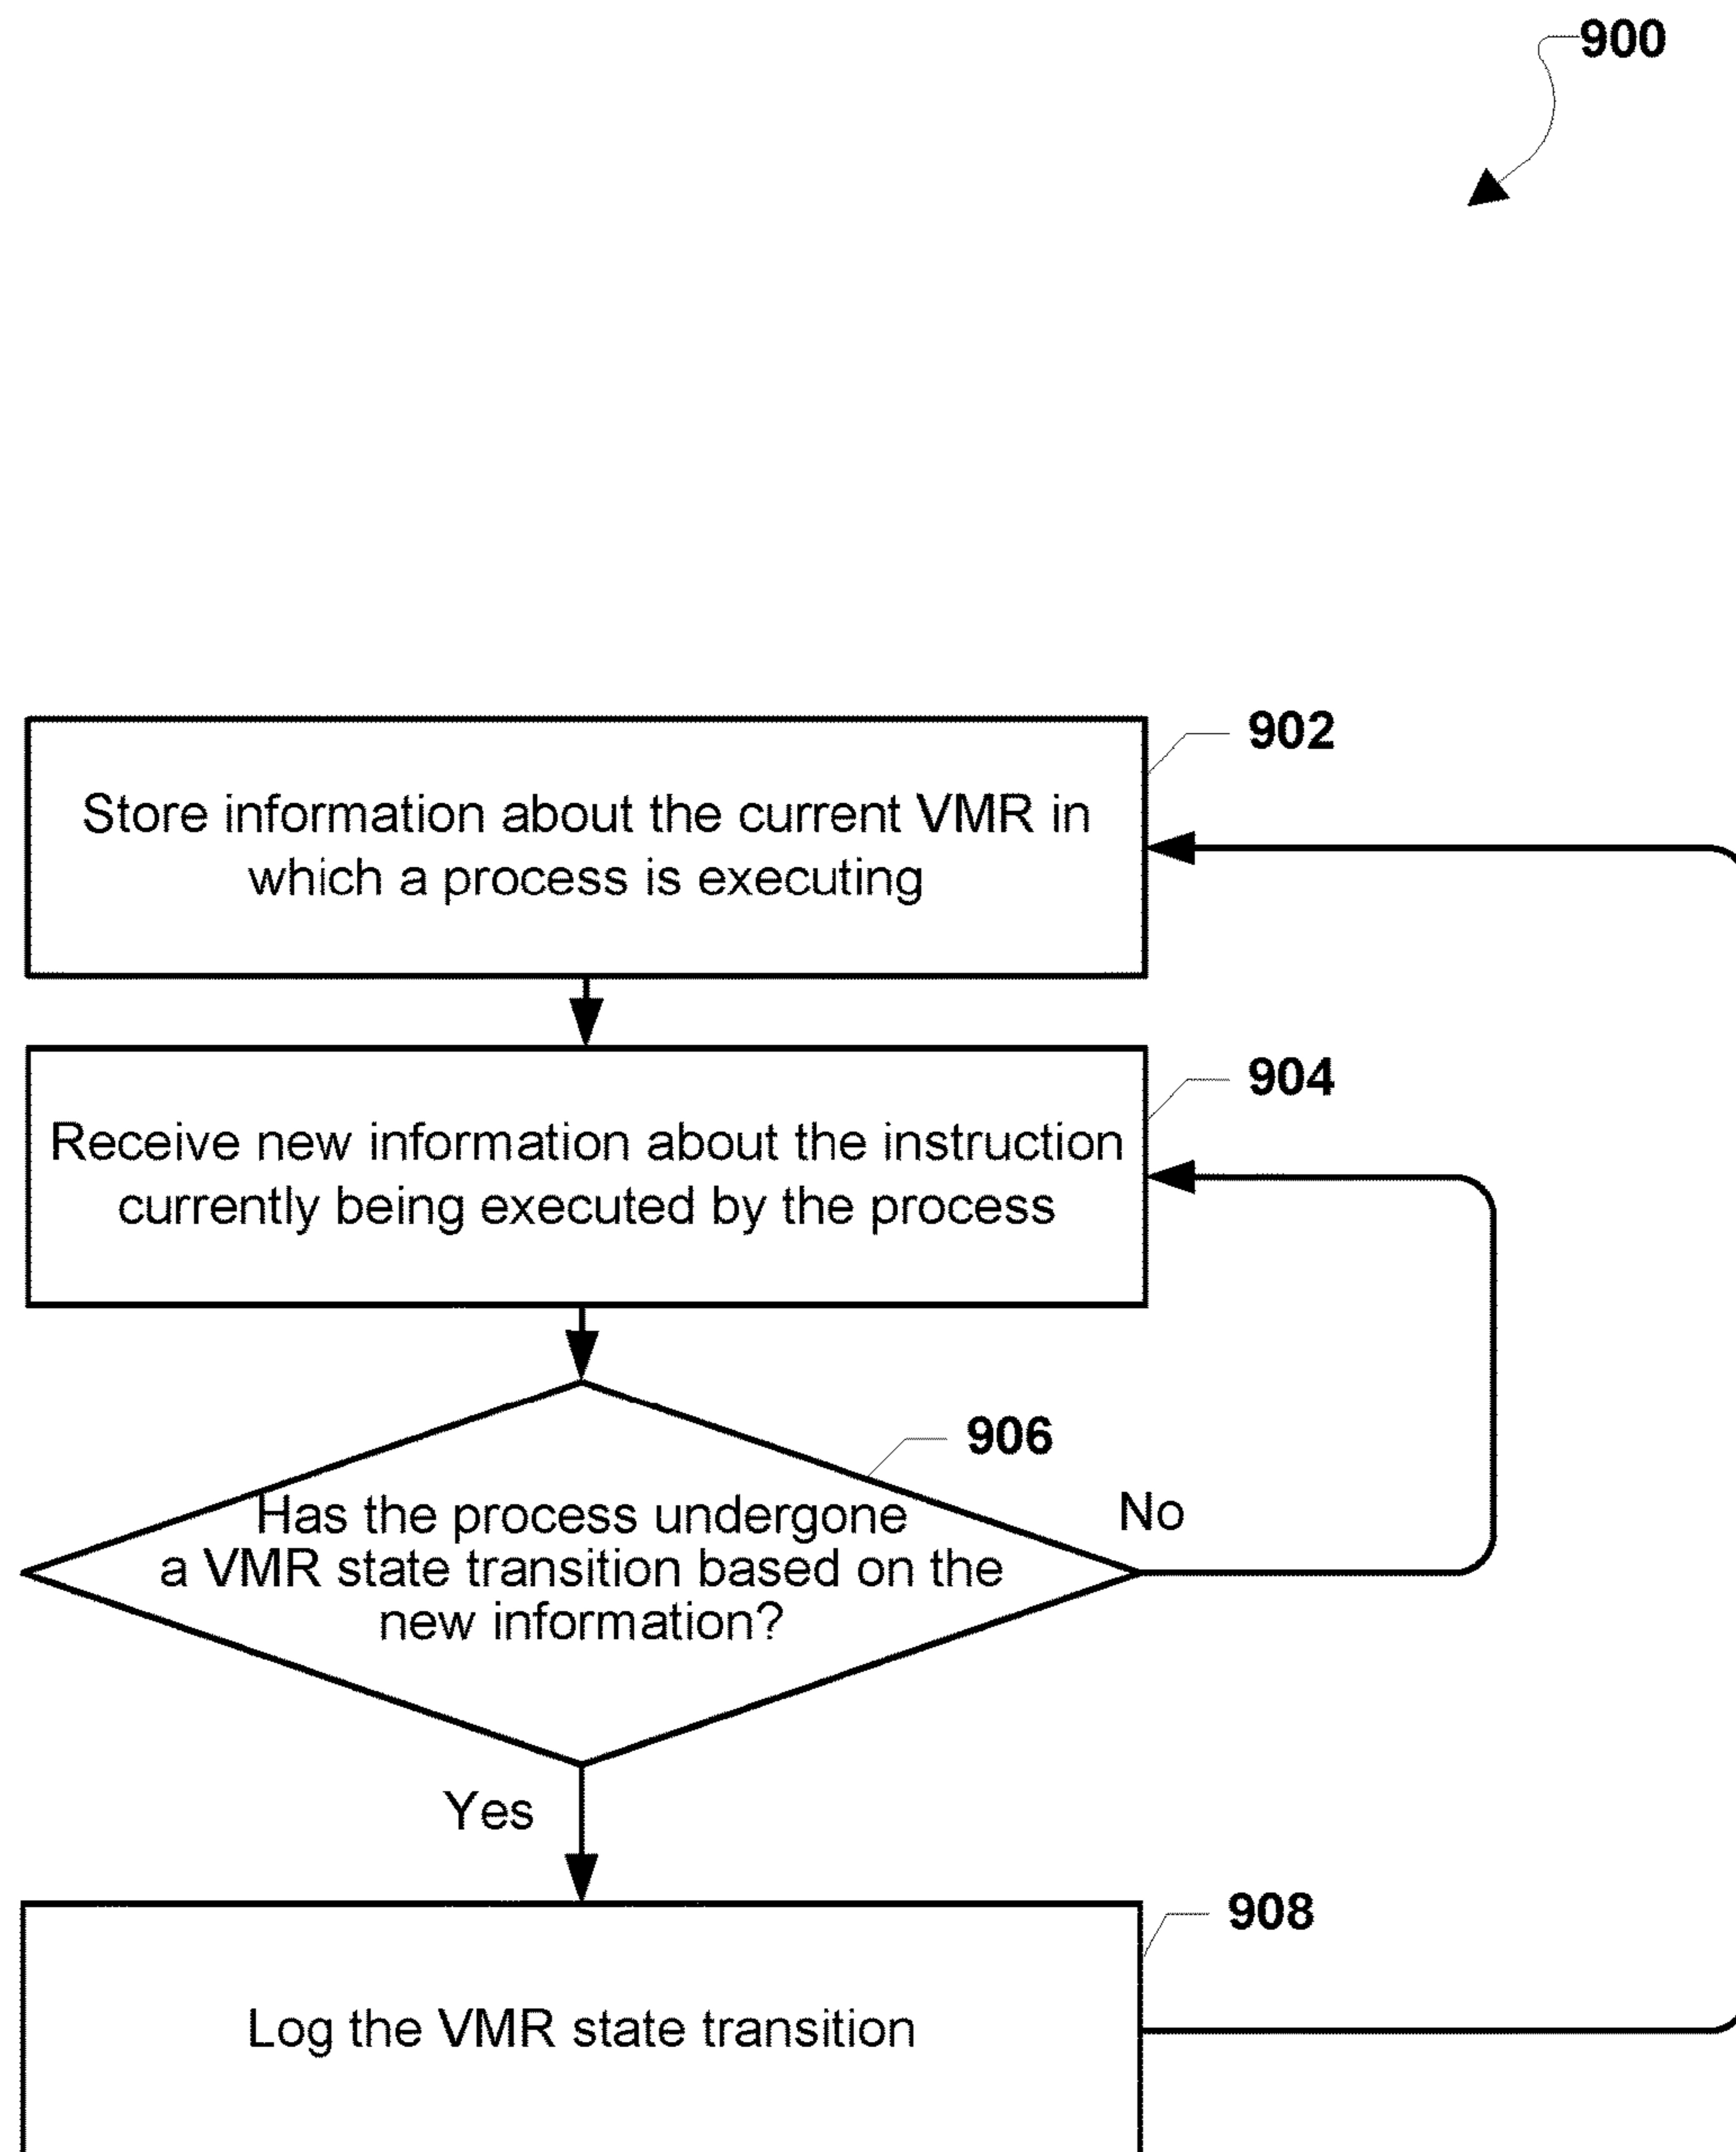 900
902
Store information about the current VMR in
which a process is executing
904
Receive new information about the instruction
currently being executed by the process
906
Has the process undergone
a VMR state transition based on the
new information?
No
Yes
908
Log the VMR state transition